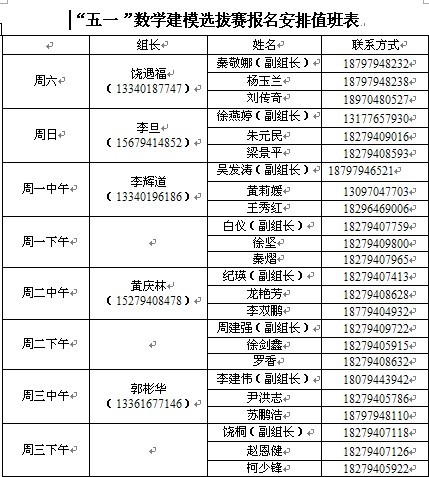 “五一”数学建模选拔赛报名安排值班表
组长 姓名 联系方式
周六 饶遇福 (13340187747) 秦敬娜(副组长) 18797948232
杨玉兰 18797948238
刘传奇 18970480527
周日 李旦 (15679414852) 徐燕婷(副组长) 13177657930
朱元民 18279409016
梁景平 18279408593
周一中午 李辉道 (13340196186) 吴发涛(副组长) 18797946521
黄莉媛 13097047703
王秀红 18296469006
周一下午 白仪(副组长) 18279407759
徐坚 18279409800
秦熠 18279407965
周二中午 黄庆林 (15279408478) 纪瑛(副组长) 18279407413
龙艳芳 18279408628
李双鹏 18779404932
周二下午 周建强(副组长) 18279409722
徐剑鑫 18279405915
罗香 18279408632
周三中午 郭彬华 (13361677146) 李建伟(副组长) 18079443942
尹洪志 18279405786
苏鹏洁 18797948110
周三下午 饶桐(副组长) 18279407118
赵恩健 18279407126
柯少锋 18279405922